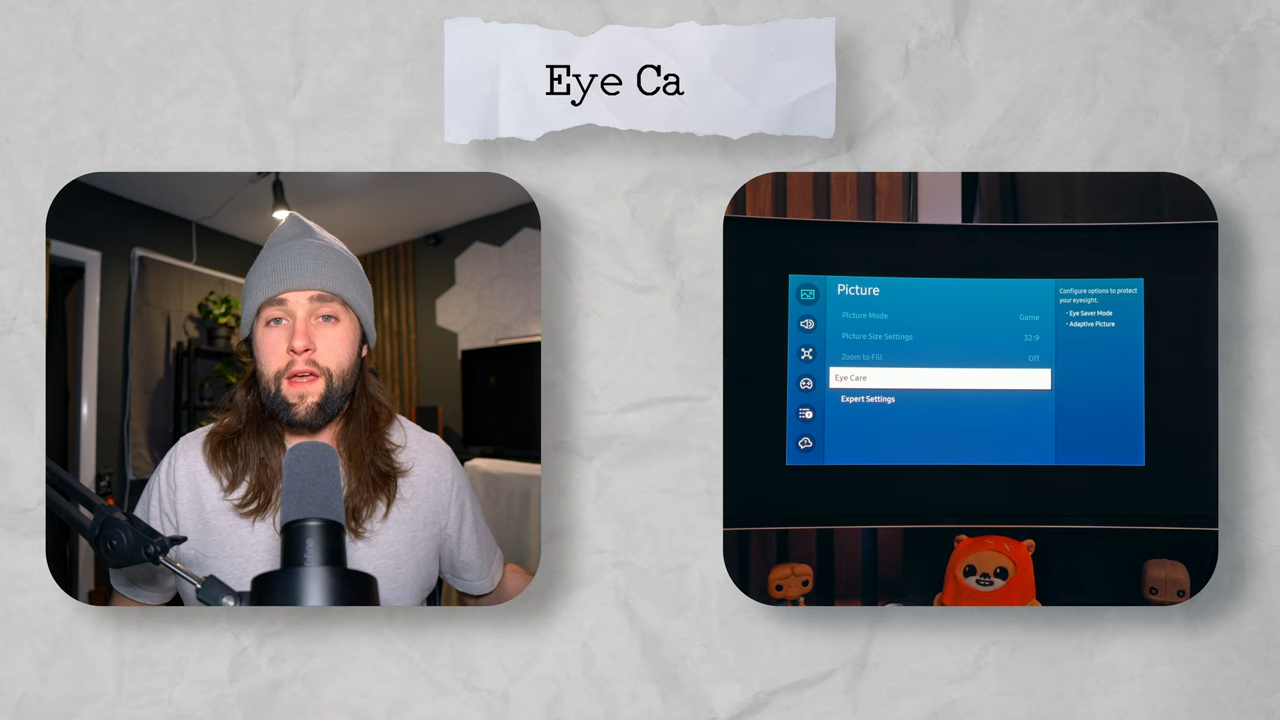 Eye Ca
Picture
Picture Mode Game
Picture Size Settings 32:9
Zoom to Fill Off
Eye Care
Expert Settings
Configure options to protect
your eyesight.
• Eye Saver Mode
• Adaptive Picture